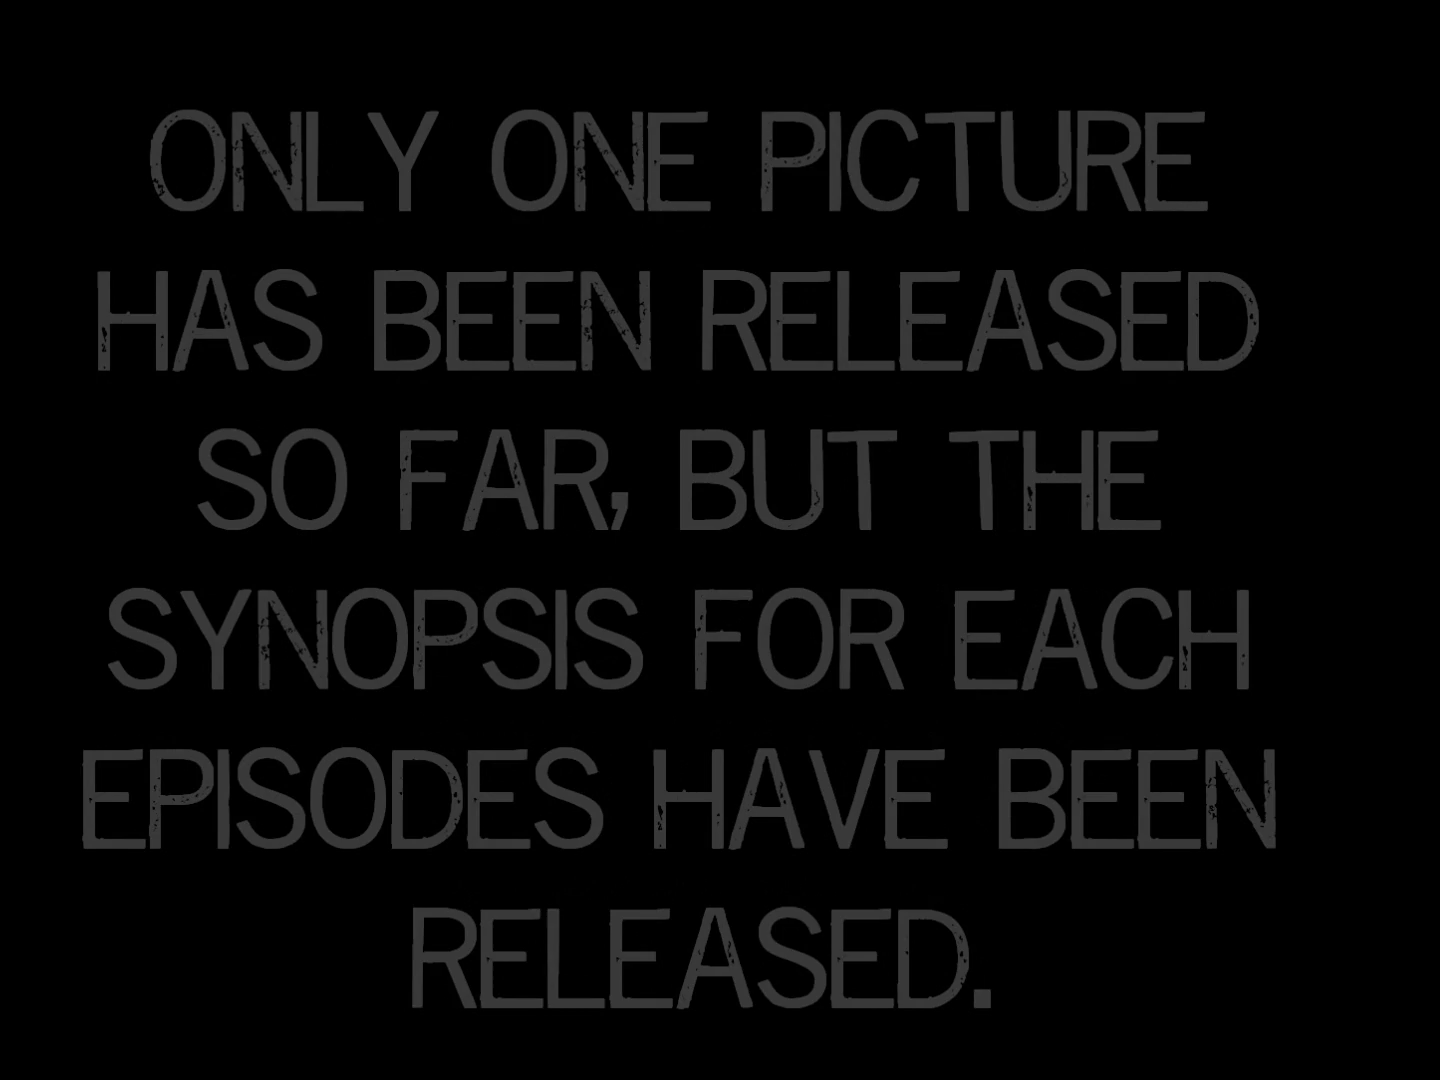 ONLY ONE PICTURE
HAS BEEN RELEASED
SO FAR, BUT THE
SYNOPSIS FOR EACH
EPISODES HAVE BEEN
RELEASED.